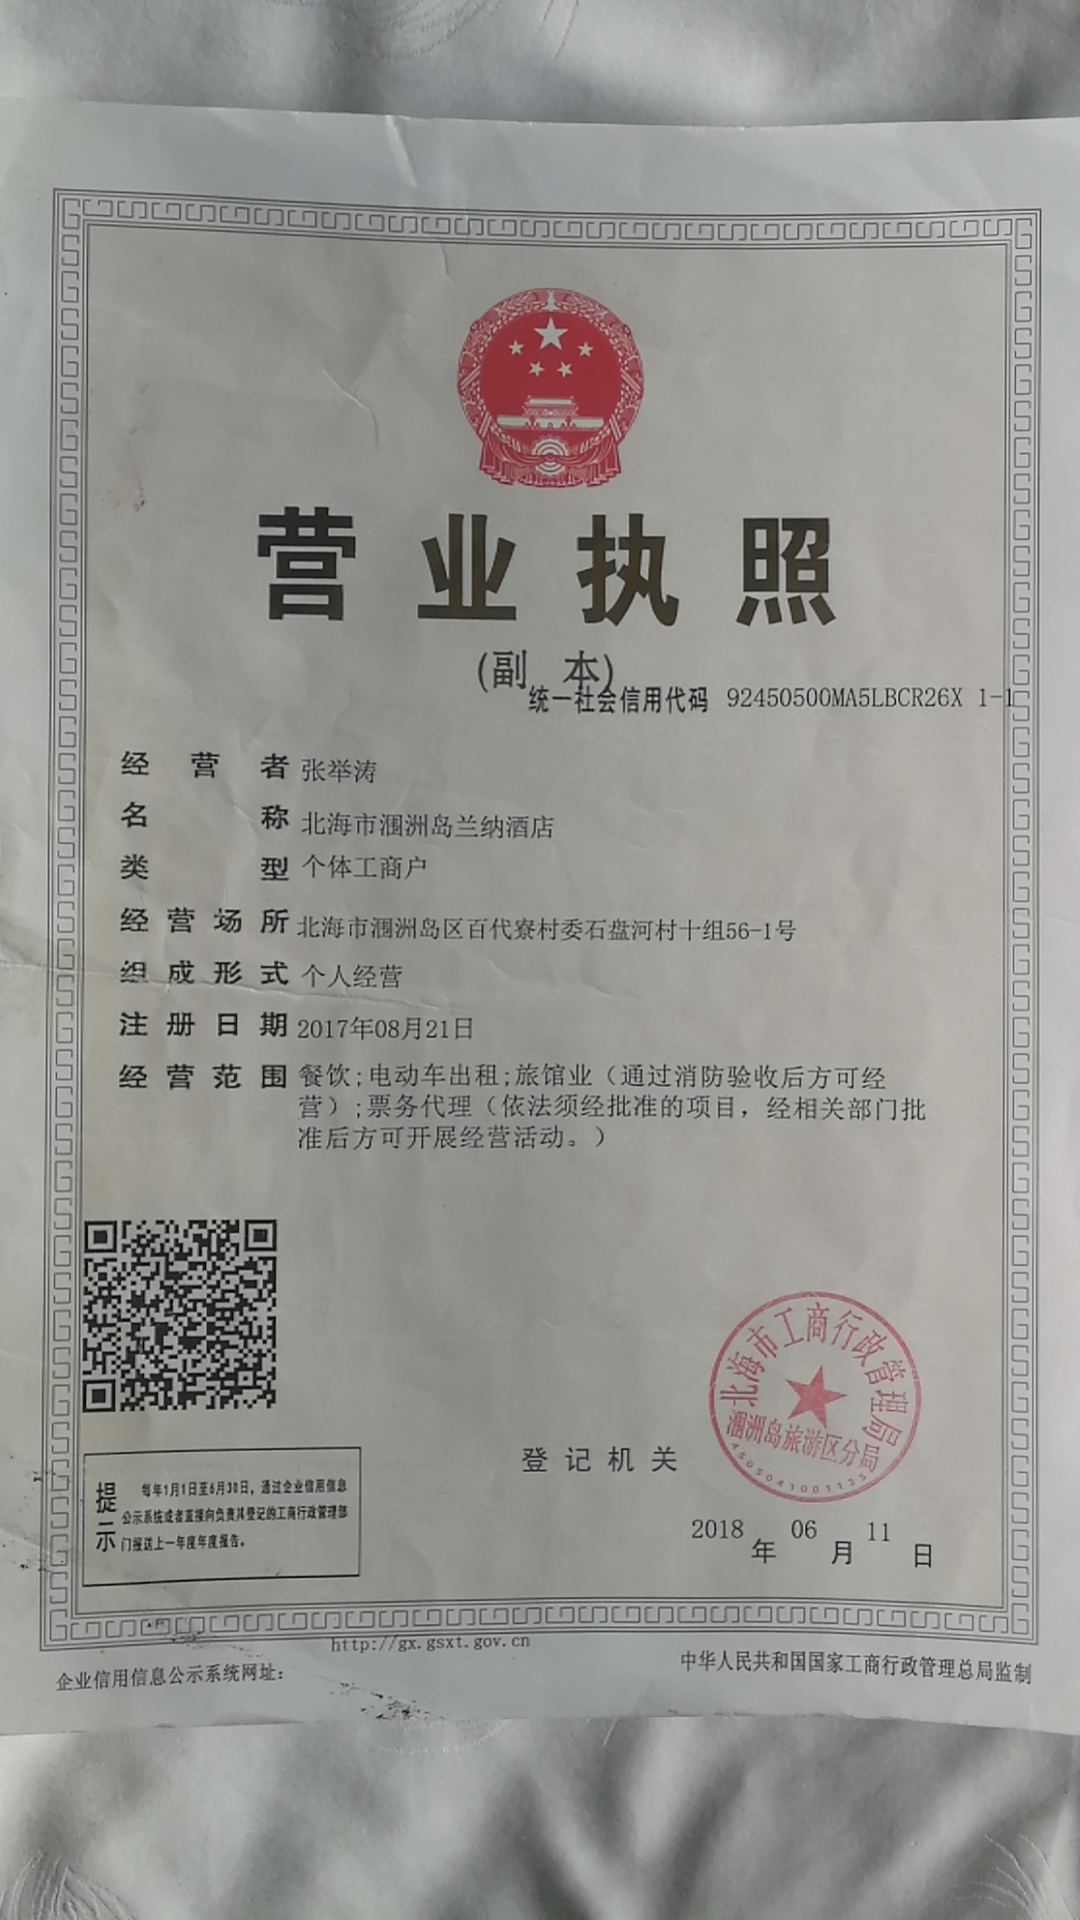 营业执照
(副 本)
统一社会信用代码 92450500MA5LBCR26X 1-1
经营者 张举涛
名称 北海市涠洲岛兰纳酒店
类型 个体工商户
经营场所 北海市涠洲岛区百代寮村委石盘河村十组56-1号
组成形式 个人经营
注册日期 2017年08月21日
经营范围 餐饮;电动车出租;旅馆业（通过消防验收后方可经
营）;票务代理（依法须经批准的项目，经相关部门批
准后方可开展经营活动。）
北海市工商行政管理局
涠洲岛旅游区分局
4505041001135
登记机关
2018年06月11日
提示 每年1月1日至6月30日，通过企业信用信息
公示系统或者直接向负责其登记的工商行政管理部
门报送上一年度年度报告。
http://gx.gsxt.gov.cn
企业信用信息公示系统网址：
中华人民共和国国家工商行政管理总局监制